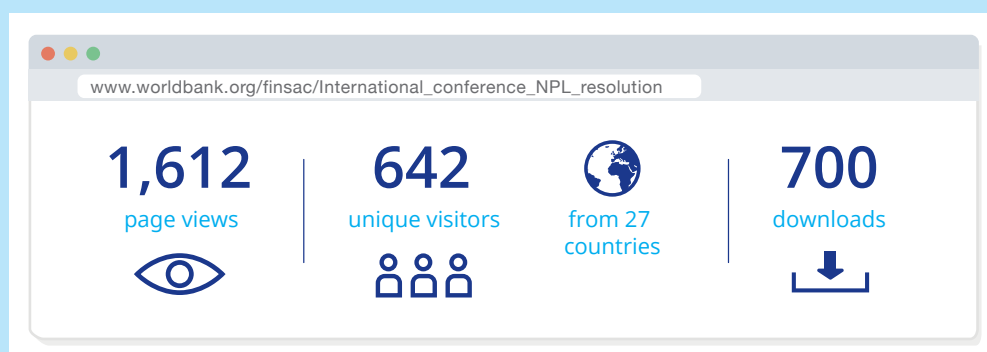 www.worldbank.org/finsac/International_conference_NPL_resolution
1,612
page views
642
unique visitors
from 27
countries
700
downloads